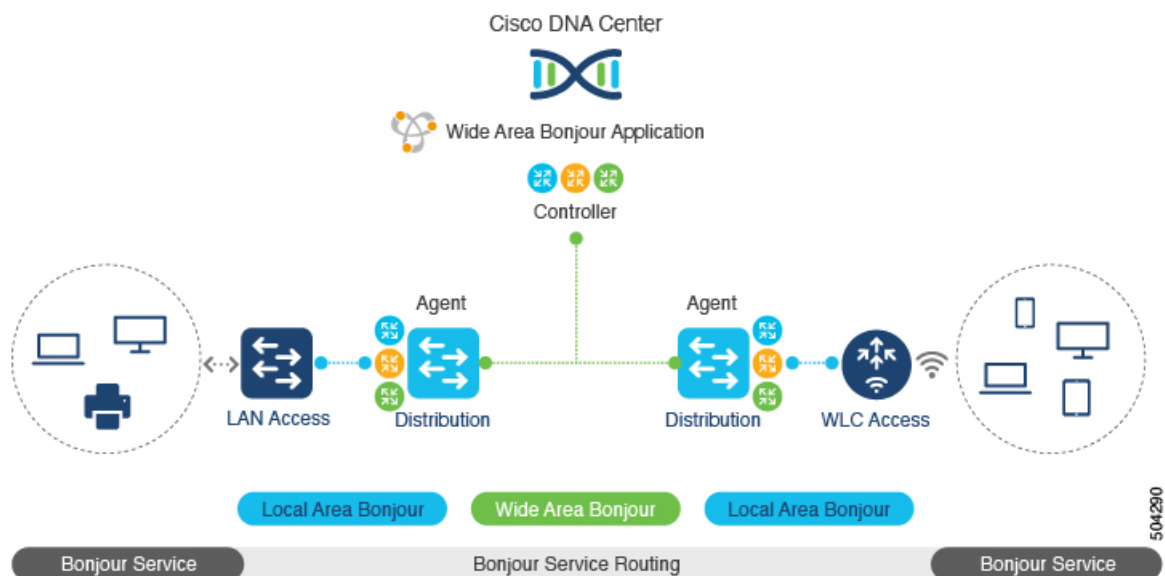 Cisco DNA Center
Wide Area Bonjour Application
Controller
Agent
Agent
LAN Access
Distribution
Distribution
WLC Access
Local Area Bonjour
Wide Area Bonjour
Local Area Bonjour
504290
Bonjour Service
Bonjour Service Routing
Bonjour Service